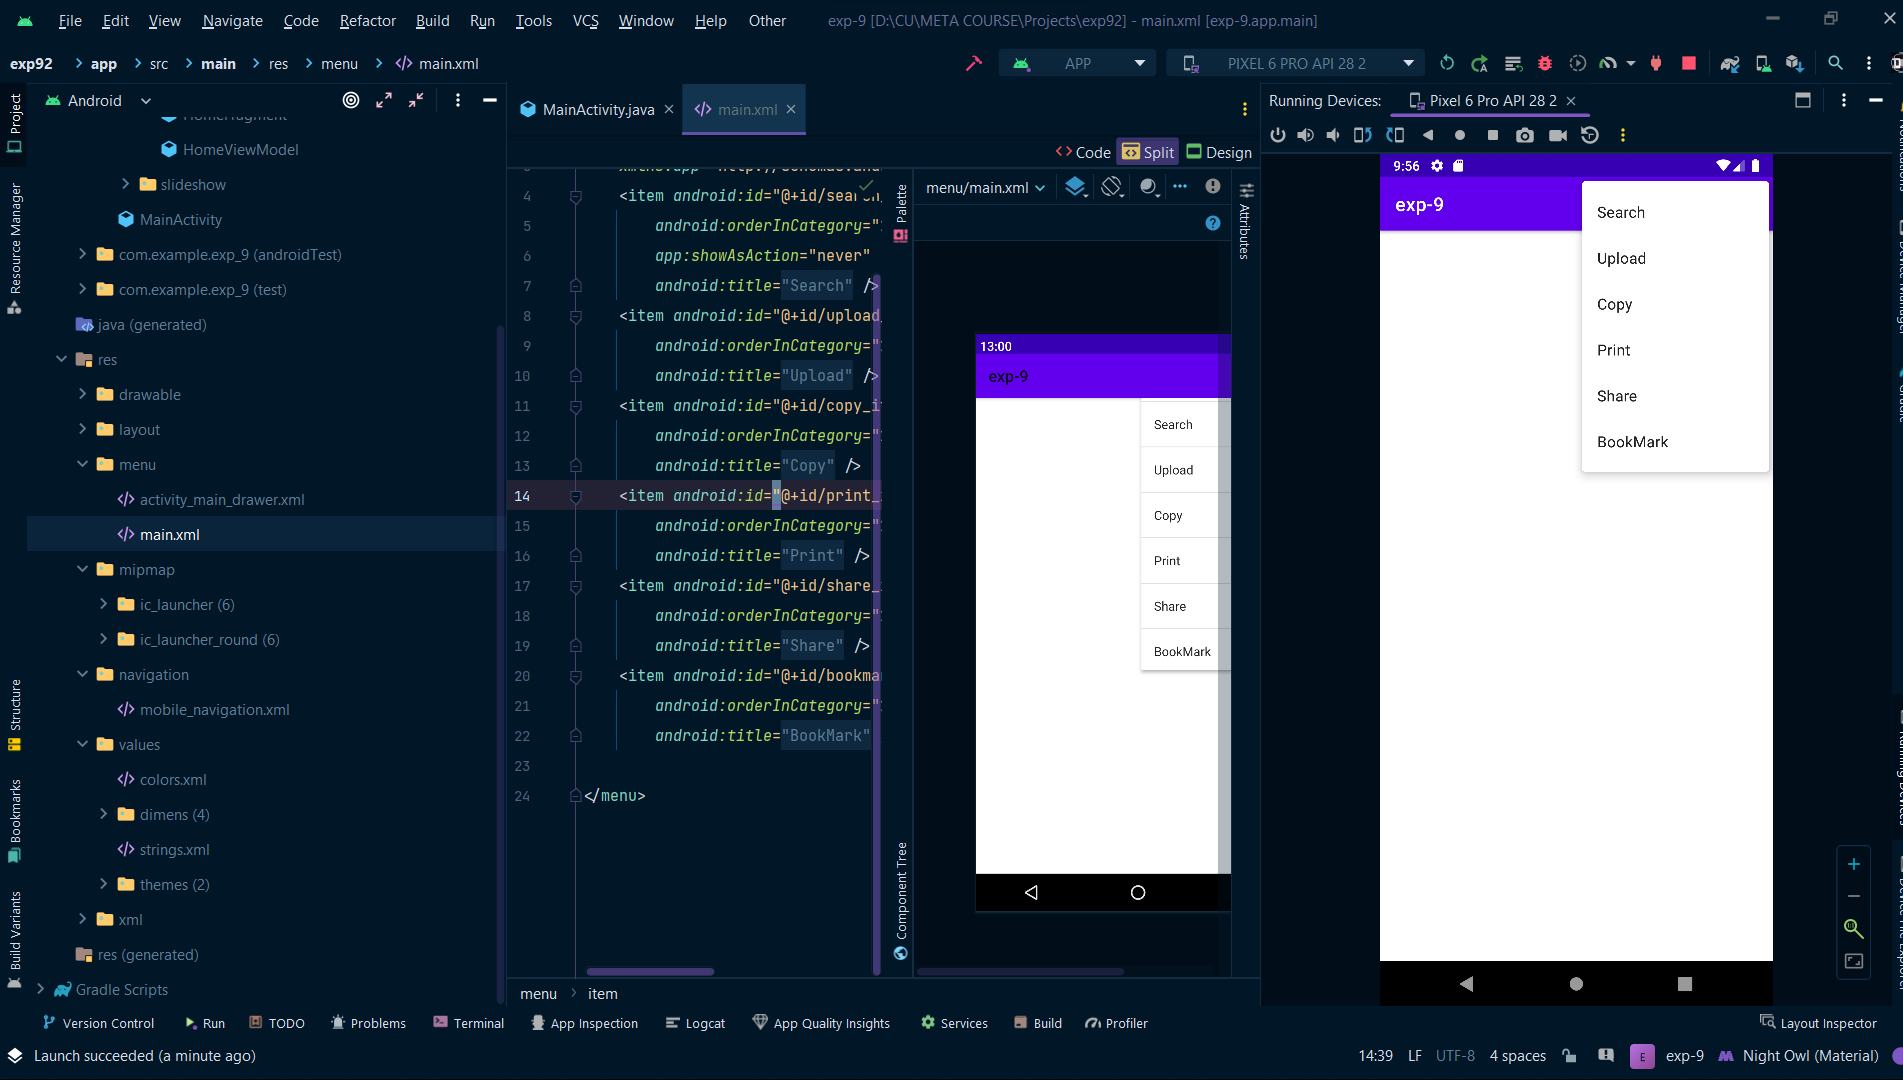 File Edit View Navigate Code Refactor Build Run Tools VCS Window Help Other exp-9 [D:\CU\META COURSE\Projects\exp92] - main.xml [exp-9.app.main]
exp92 app src main res menu main.xml APP PIXEL 6 PRO API 28 2
Project
Resource Manager
Structure
Bookmarks
Build Variants
Android
HomeFragment
HomeViewModel
slideshow
MainActivity
com.example.exp_9 (androidTest)
com.example.exp_9 (test)
java (generated)
res
drawable
layout
menu
activity_main_drawer.xml
main.xml
mipmap
ic_launcher (6)
ic_launcher_round (6)
navigation
mobile_navigation.xml
values
colors.xml
dimens (4)
strings.xml
themes (2)
xml
res (generated)
Gradle Scripts
MainActivity.java main.xml
Code Split Design
4 <item android:id="@+id/search_
5 android:orderInCategory="
6 app:showAsAction="never"
7 android:title="Search" />
8 <item android:id="@+id/upload_
9 android:orderInCategory="
10 android:title="Upload" />
11 <item android:id="@+id/copy_i
12 android:orderInCategory="
13 android:title="Copy" />
14 <item android:id="@+id/print_
15 android:orderInCategory="
16 android:title="Print" />
17 <item android:id="@+id/share_
18 android:orderInCategory="
19 android:title="Share" />
20 <item android:id="@+id/bookma
21 android:orderInCategory="
22 android:title="BookMark"
23
24 </menu>
menu item
Palette
Component Tree
menu/main.xml
Attributes
13:00
exp-9
Search
Upload
Copy
Print
Share
BookMark
Running Devices: Pixel 6 Pro API 28 2
9:56
exp-9
Search
Upload
Copy
Print
Share
BookMark
Version Control Run TODO Problems Terminal App Inspection Logcat App Quality Insights Services Build Profiler Layout Inspector
Launch succeeded (a minute ago) 14:39 LF UTF-8 4 spaces E exp-9 Night Owl (Material)